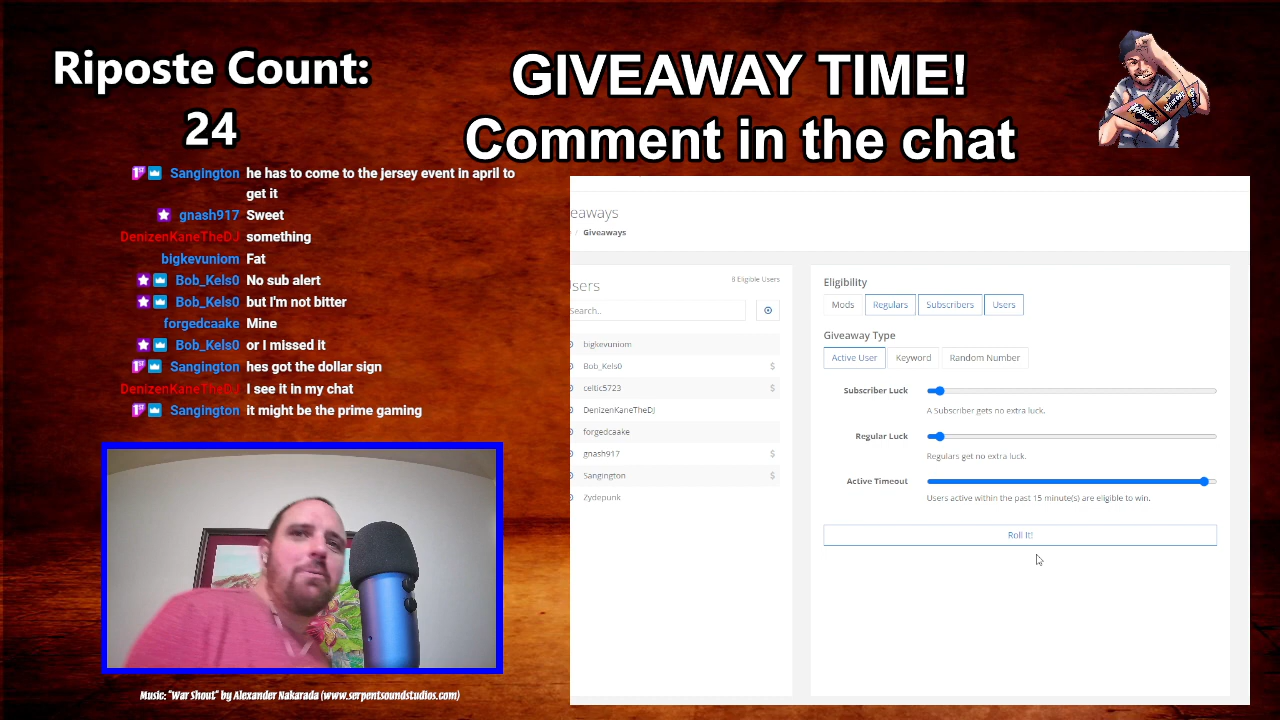 Riposte Count:
24
GIVEAWAY TIME!
Comment in the chat
Sangington he has to come to the jersey event in april to
get it
gnash917 Sweet
DenizenKaneTheDJ something
bigkevuniom Fat
Bob_Kels0 No sub alert
Bob_Kels0 but I'm not bitter
forgedcaake Mine
Bob_Kels0 or I missed it
Sangington hes got the dollar sign
DenizenKaneTheDJ I see it in my chat
Sangington it might be the prime gaming
Music: "War Shout" by Alexander Nakarada (www.serpentsoundstudios.com)
eaways
/ Giveaways
8 Eligible Users
sers
Search..
bigkevuniom
Bob_Kels0 $
celtic5723 $
DenizenKaneTheDJ
forgedcaake
gnash917 $
Sangington $
Zydepunk
Eligibility
Mods Regulars Subscribers Users
Giveaway Type
Active User Keyword Random Number
Subscriber Luck
A Subscriber gets no extra luck.
Regular Luck
Regulars get no extra luck.
Active Timeout
Users active within the past 15 minute(s) are eligible to win.
Roll It!